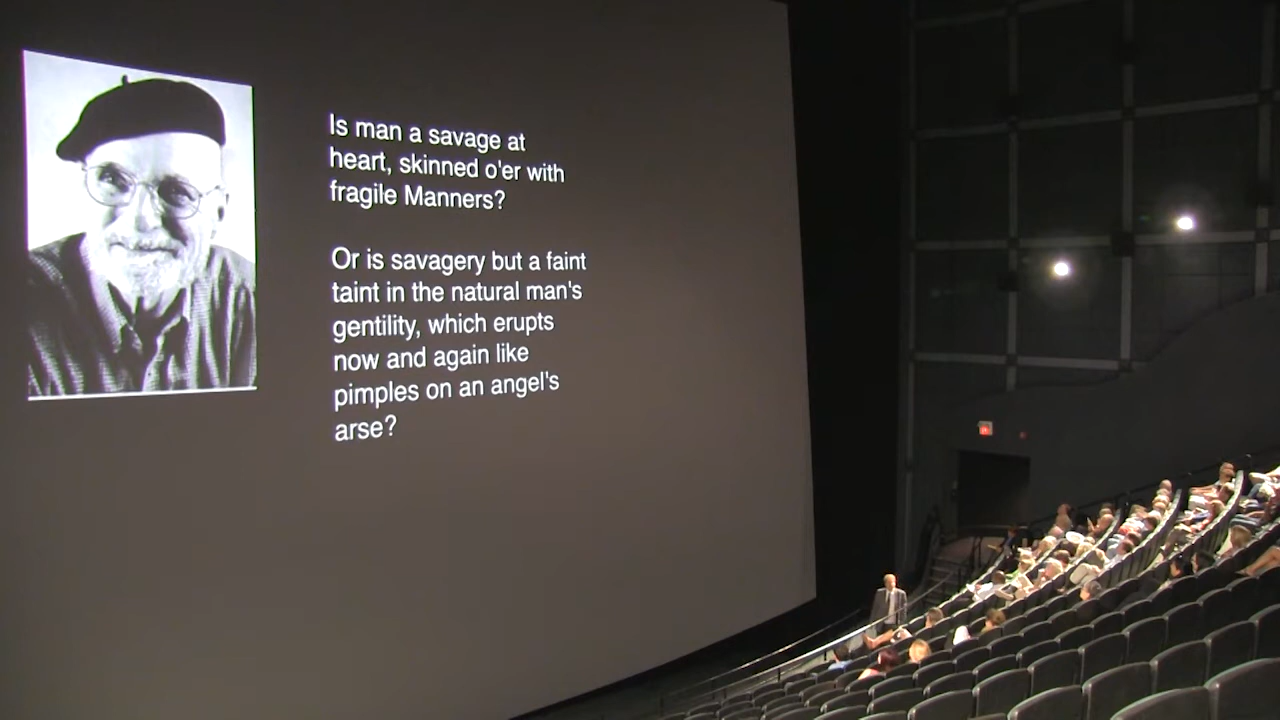 Is man a savage at
heart, skinned o'er with
fragile Manners?
Or is savagery but a faint
taint in the natural man's
gentility, which erupts
now and again like
pimples on an angel's
arse?